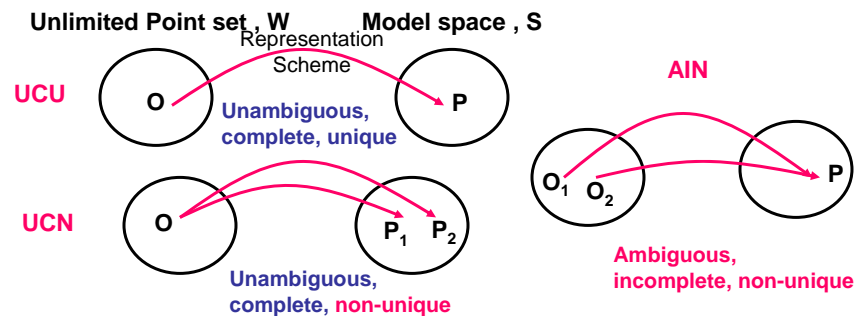 Unlimited Point set , W
Model space , S
Representation
Scheme
UCU
O
P
Unambiguous,
complete, unique
UCN
O
P1 P2
Unambiguous,
complete, non-unique
AIN
O1 O2
P
Ambiguous,
incomplete, non-unique